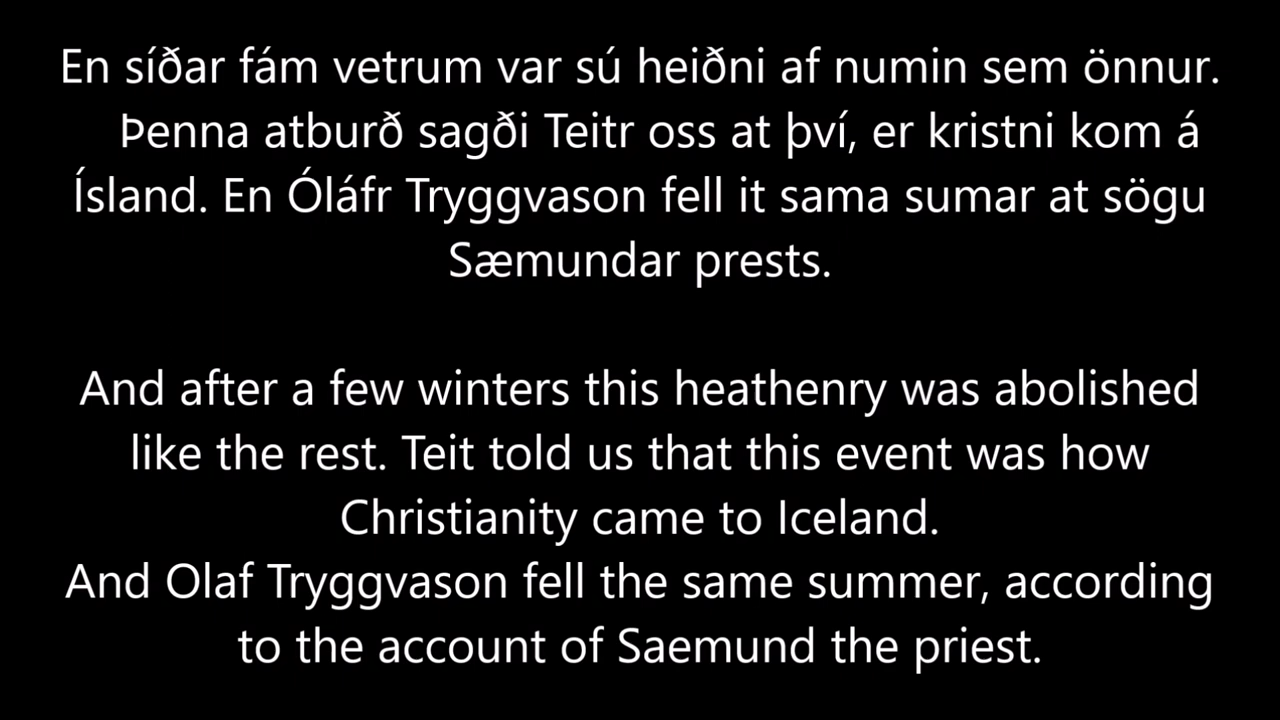 En síðar fám vetrum var sú heiðni af numin sem önnur.
Þenna atburð sagði Teitr oss at því, er kristni kom á
Ísland. En Óláfr Tryggvason fell it sama sumar at sögu
Sæmundar prests.
And after a few winters this heathenry was abolished
like the rest. Teit told us that this event was how
Christianity came to Iceland.
And Olaf Tryggvason fell the same summer, according
to the account of Saemund the priest.